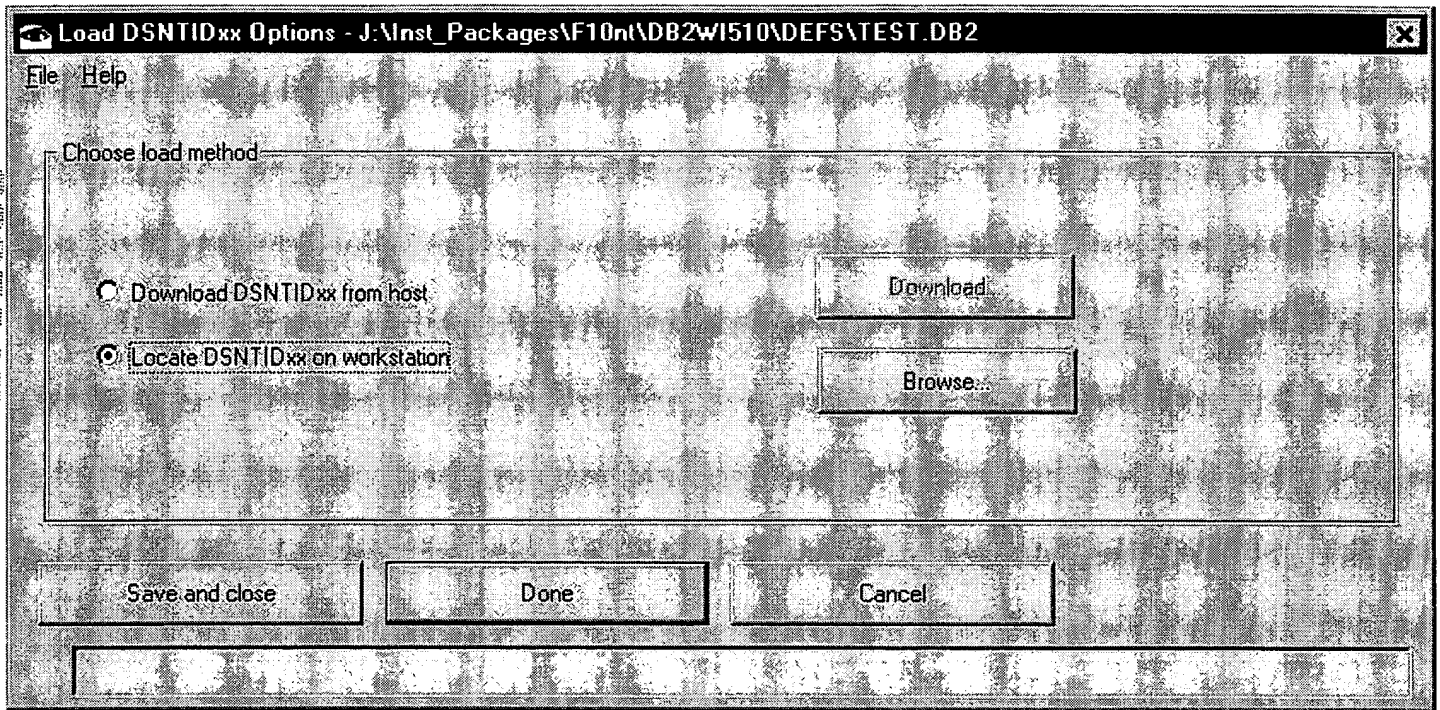 Load DSNTIDxx Options - J:\Inst_Packages\F10nt\DB2WI510\DEFS\TEST.DB2
File Help
Choose load method
Download DSNTIDxx from host
Download...
Locate DSNTIDxx on workstation
Browse...
Save and close
Done
Cancel